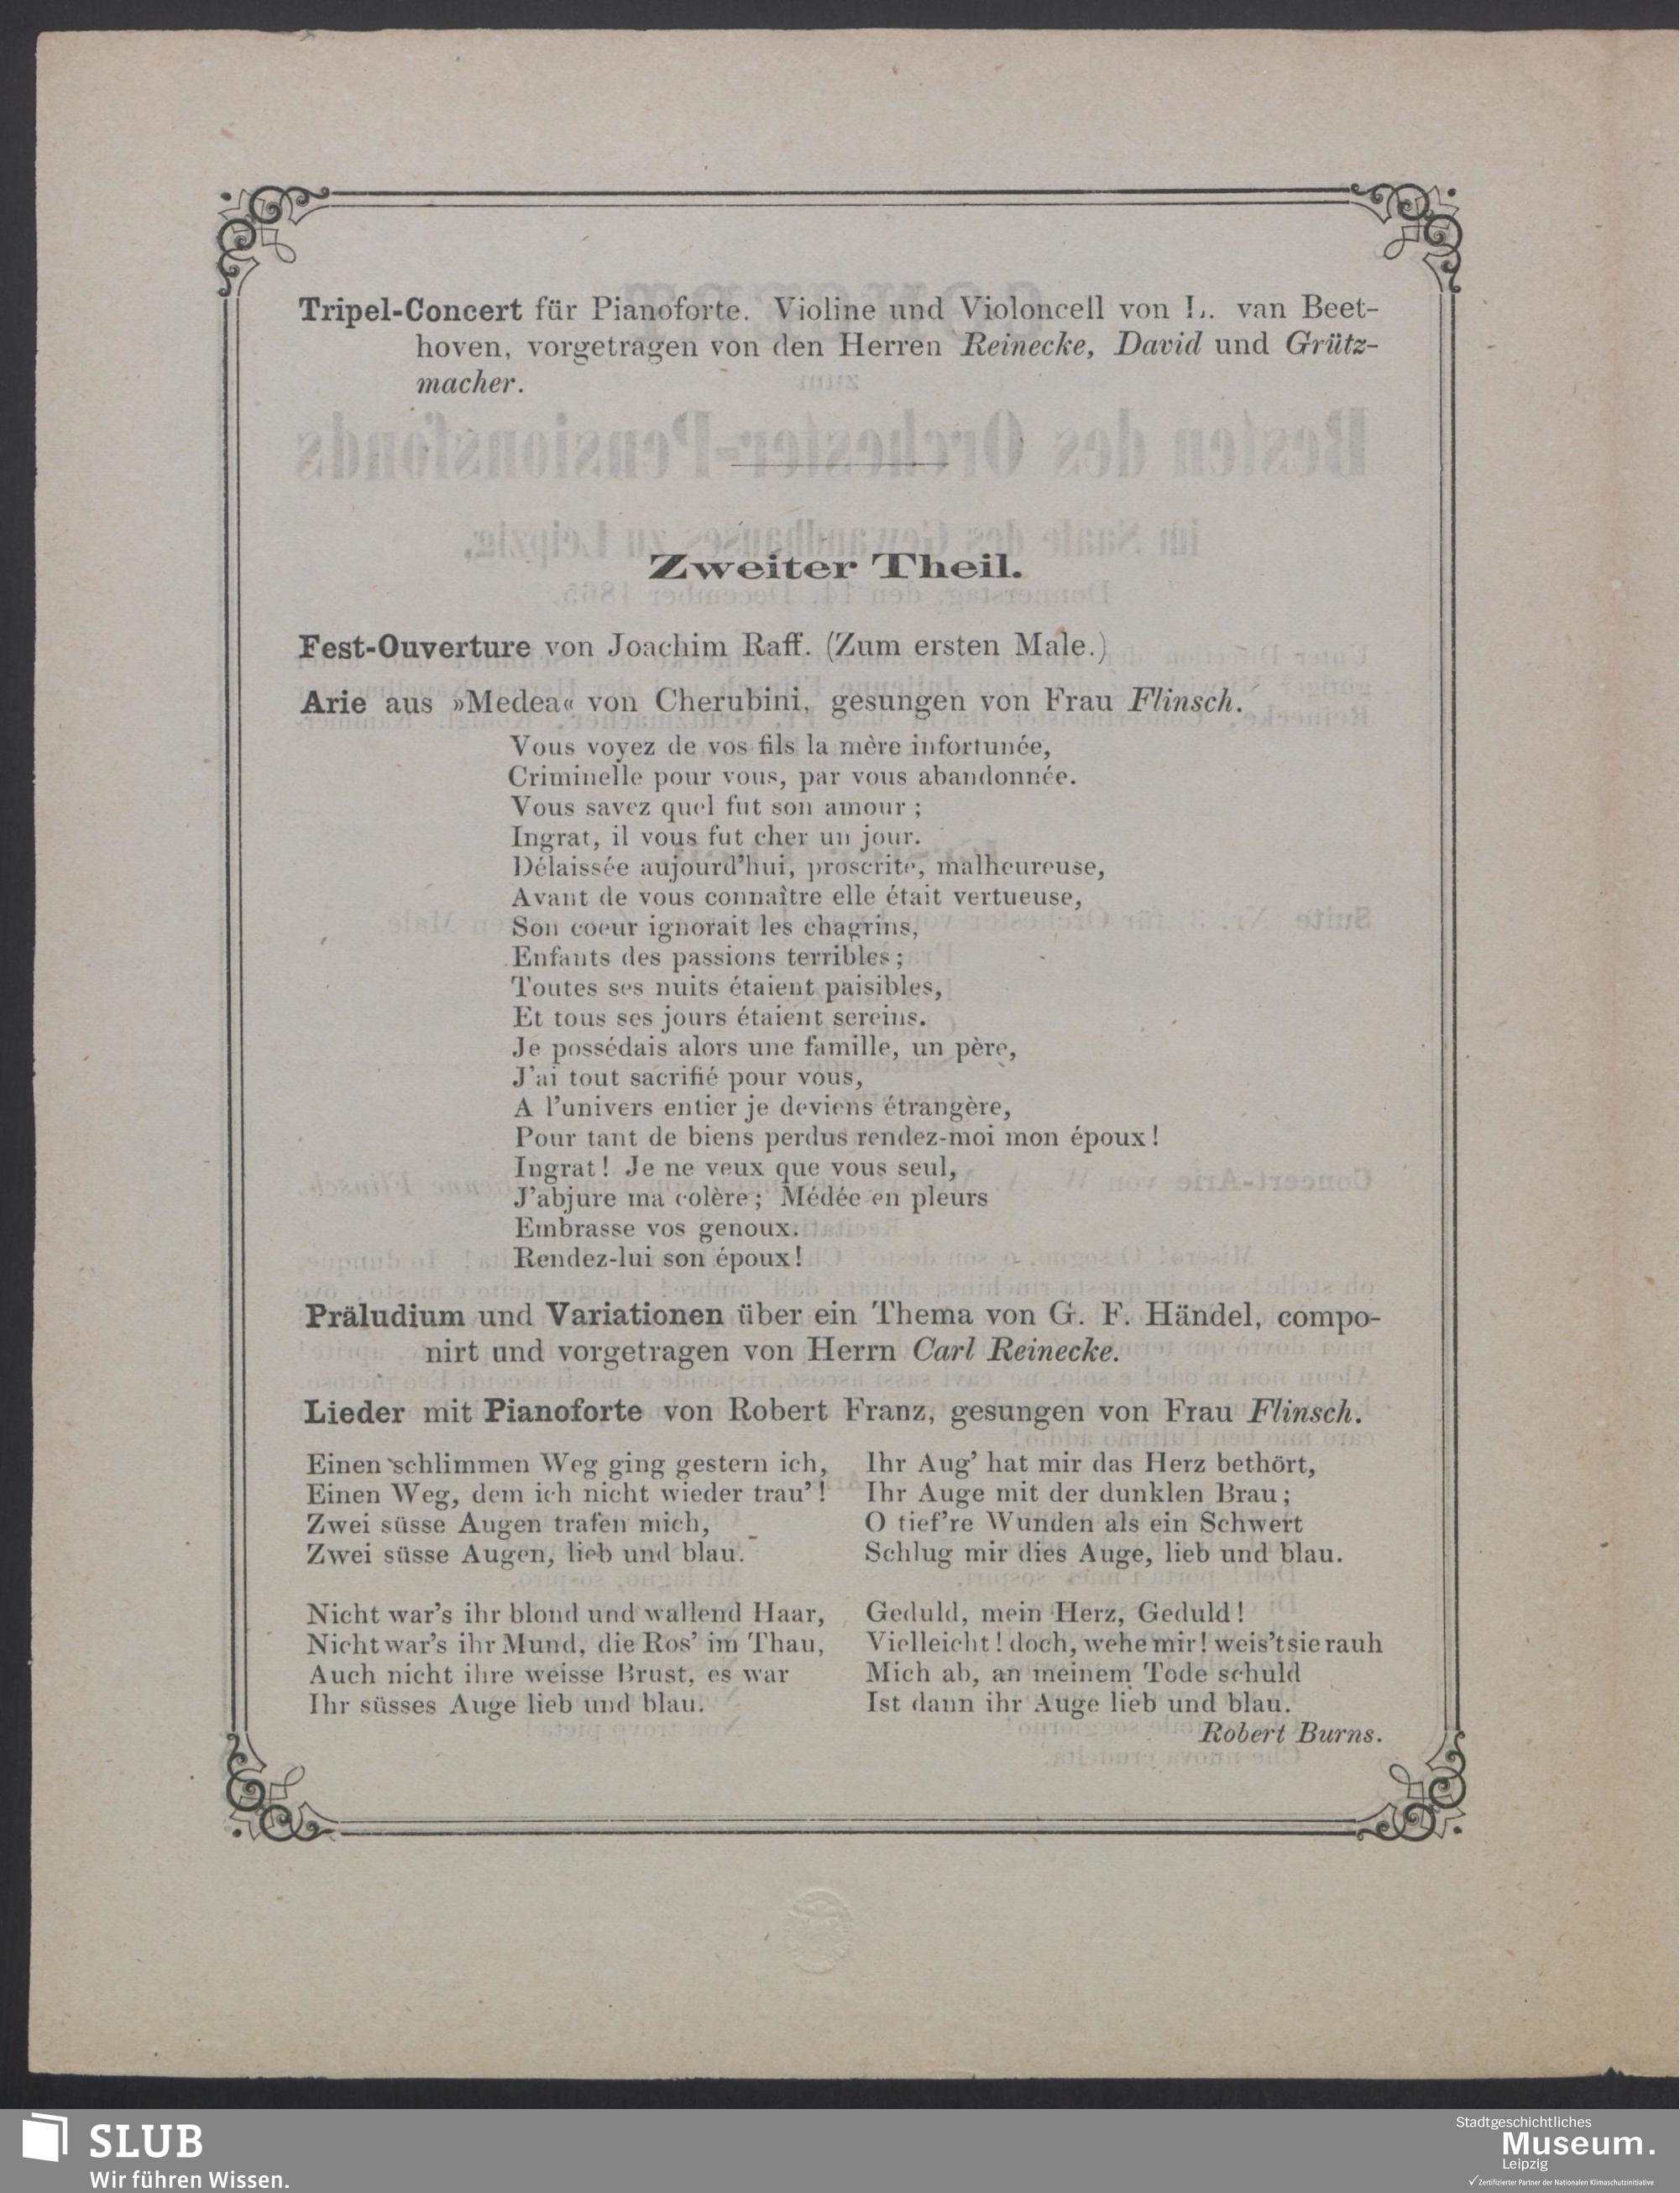 Tripel-Concert für Pianoforte. Violine und Violoncell von L. van Beet-
hoven, vorgetragen von den Herren Reinecke, David und Grütz-
macher.
Zweiter Theil.
Fest-Ouverture von Joachim Raff. (Zum ersten Male.)
Arie aus »Medea« von Cherubini, gesungen von Frau Flinsch.
Vous voyez de vos fils la mère infortunée,
Criminelle pour vous, par vous abandonnée.
Vous savez quel fut son amour ;
Ingrat, il vous fut cher un jour.
Délaissée aujourd'hui, proscrite, malheureuse,
Avant de vous connaître elle était vertueuse,
Son coeur ignorait les chagrins,
Enfants des passions terribles ;
Toutes ses nuits étaient paisibles,
Et tous ses jours étaient sereins.
Je possédais alors une famille, un père,
J'ai tout sacrifié pour vous,
A l'univers entier je deviens étrangère,
Pour tant de biens perdus rendez-moi mon époux !
Ingrat ! Je ne veux que vous seul,
J'abjure ma colère ; Médée en pleurs
Embrasse vos genoux.
Rendez-lui son époux !
Präludium und Variationen über ein Thema von G. F. Händel, compo-
nirt und vorgetragen von Herrn Carl Reinecke.
Lieder mit Pianoforte von Robert Franz, gesungen von Frau Flinsch.
Einen schlimmen Weg ging gestern ich,
Einen Weg, dem ich nicht wieder trau' !
Zwei süsse Augen trafen mich,
Zwei süsse Augen, lieb und blau.
Nicht war's ihr blond und wallend Haar,
Nicht war's ihr Mund, die Ros' im Thau,
Auch nicht ihre weisse Brust, es war
Ihr süsses Auge lieb und blau.
Ihr Aug' hat mir das Herz bethört,
Ihr Auge mit der dunklen Brau ;
O tief're Wunden als ein Schwert
Schlug mir dies Auge, lieb und blau.
Geduld, mein Herz, Geduld !
Vielleicht ! doch, wehe mir ! weis't sie rauh
Mich ab, an meinem Tode schuld
Ist dann ihr Auge lieb und blau.
Robert Burns.
SLUB
Wir führen Wissen.
Stadtgeschichtliches
Museum.
Leipzig
Zertifizierter Partner der Nationalen Klimaschutzinitiative